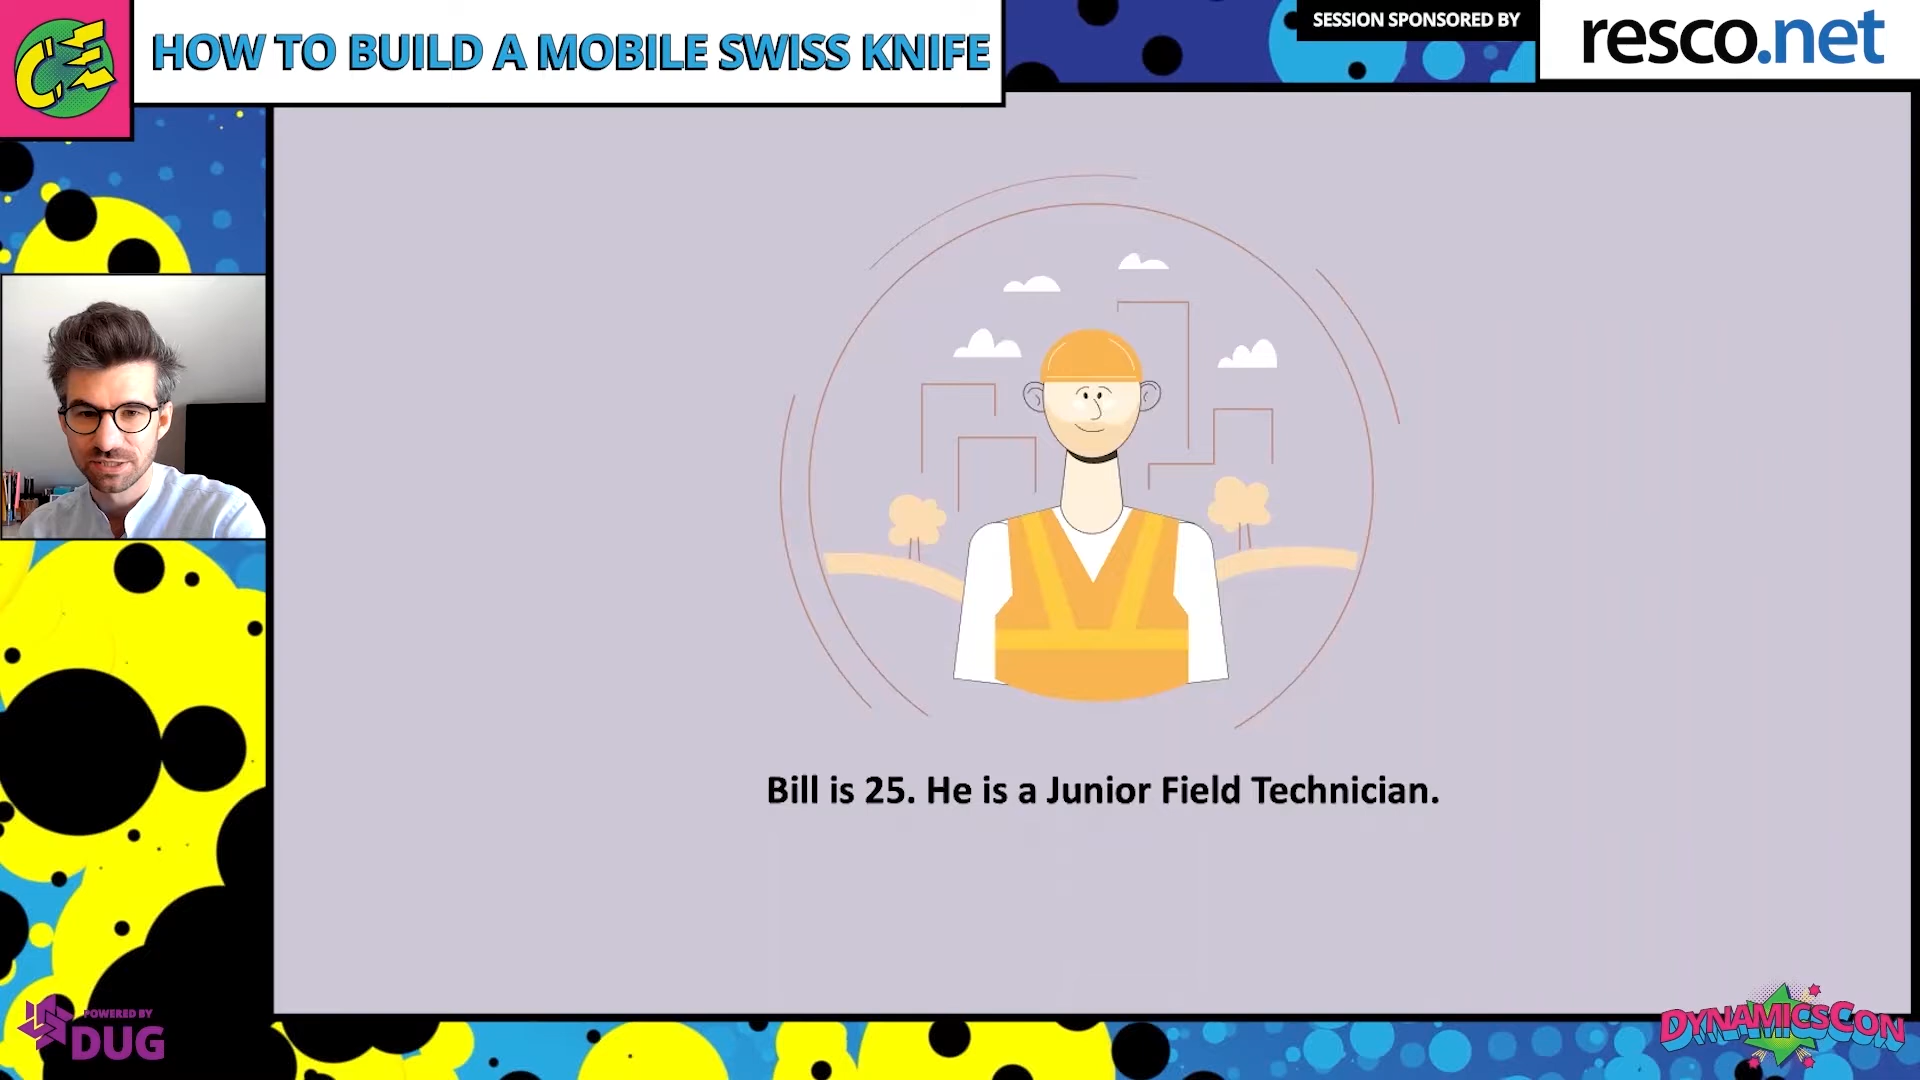 CE
HOW TO BUILD A MOBILE SWISS KNIFE
SESSION SPONSORED BY
resco.net
Bill is 25. He is a Junior Field Technician.
POWERED BY
DUG
DYNAMICSCON